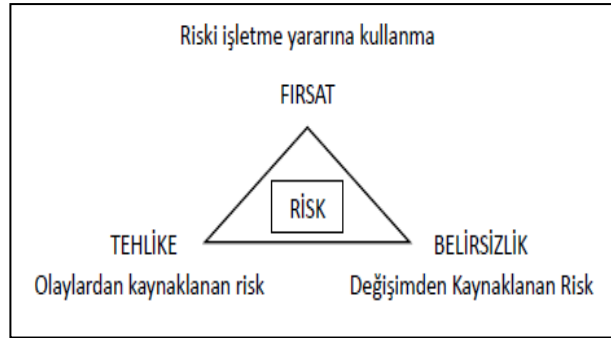 Riski işletme yararına kullanma
FIRSAT
RİSK
TEHLİKE
BELİRSİZLİK
Olaylardan kaynaklanan risk
Değişimden Kaynaklanan Risk